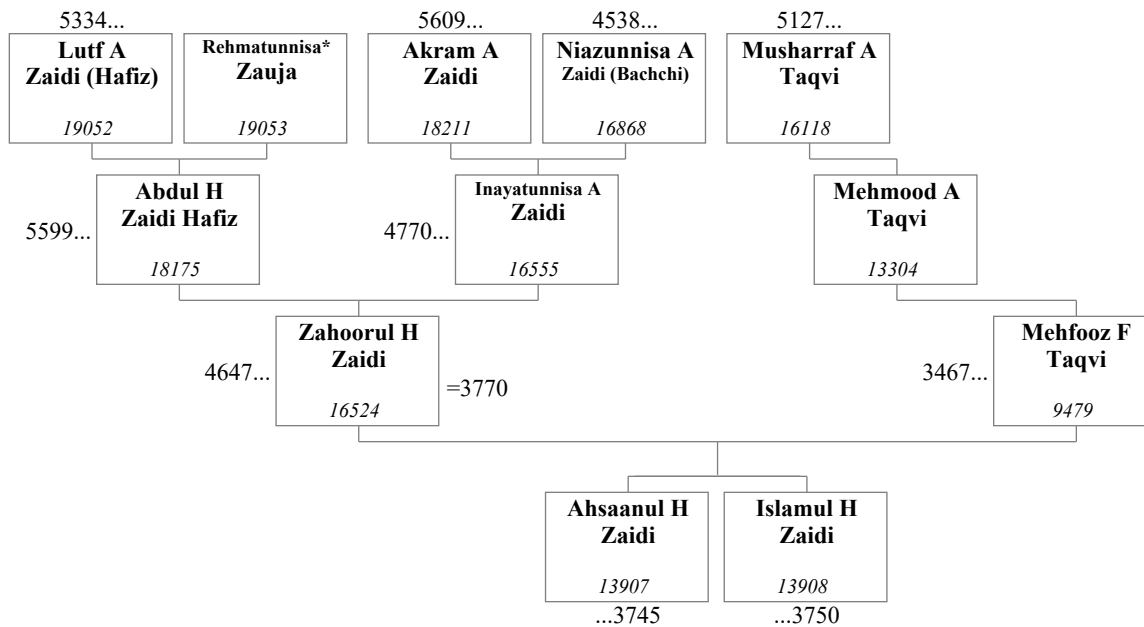 5334...
5609...
4538...
5127...
Lutf A
Zaidi (Hafiz)
19052
Rehmatunnisa*
Zauja
19053
Akram A
Zaidi
18211
Niazunnisa A
Zaidi (Bachchi)
16868
Musharraf A
Taqvi
16118
5599...
Abdul H
Zaidi Hafiz
18175
4770...
Inayatunnisa A
Zaidi
16555
Mehmood A
Taqvi
13304
4647...
Zahoorul H
Zaidi
16524
=3770
3467...
Mehfooz F
Taqvi
9479
Ahsaanul H
Zaidi
13907
...3745
Islamul H
Zaidi
13908
...3750